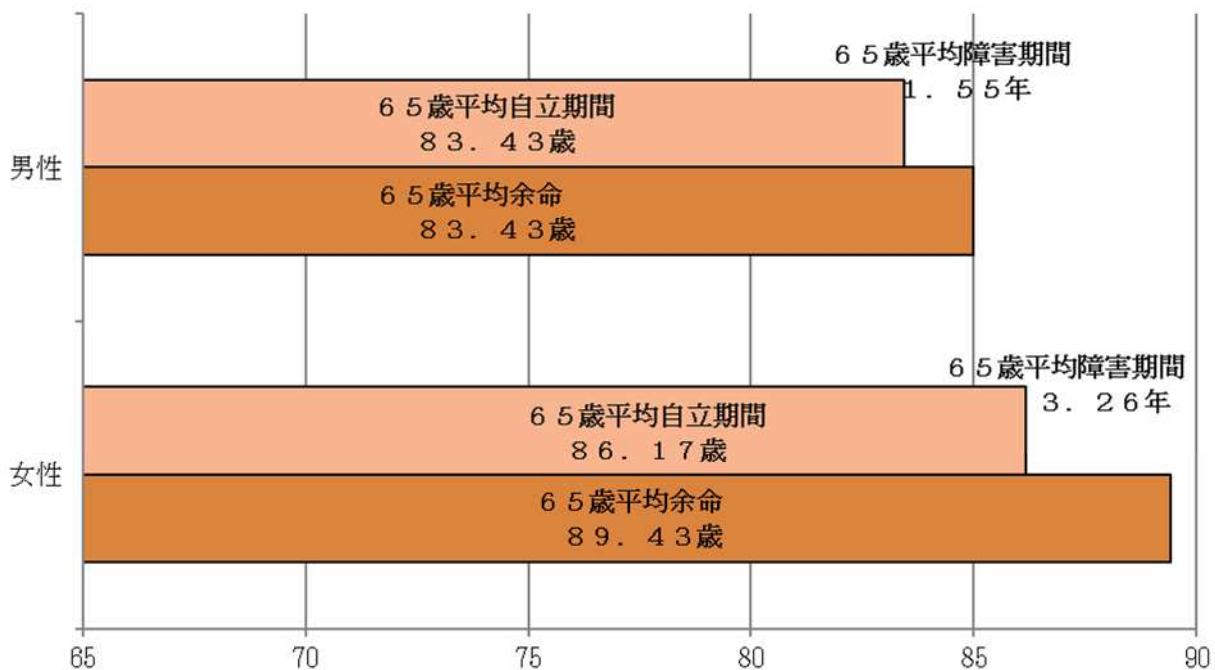 ６５歳平均障害期間
１．５５年
６５歳平均自立期間
８３．４３歳
男性
６５歳平均余命
８３．４３歳
６５歳平均障害期間
３．２６年
６５歳平均自立期間
８６．１７歳
女性
６５歳平均余命
８９．４３歳
65 70 75 80 85 90